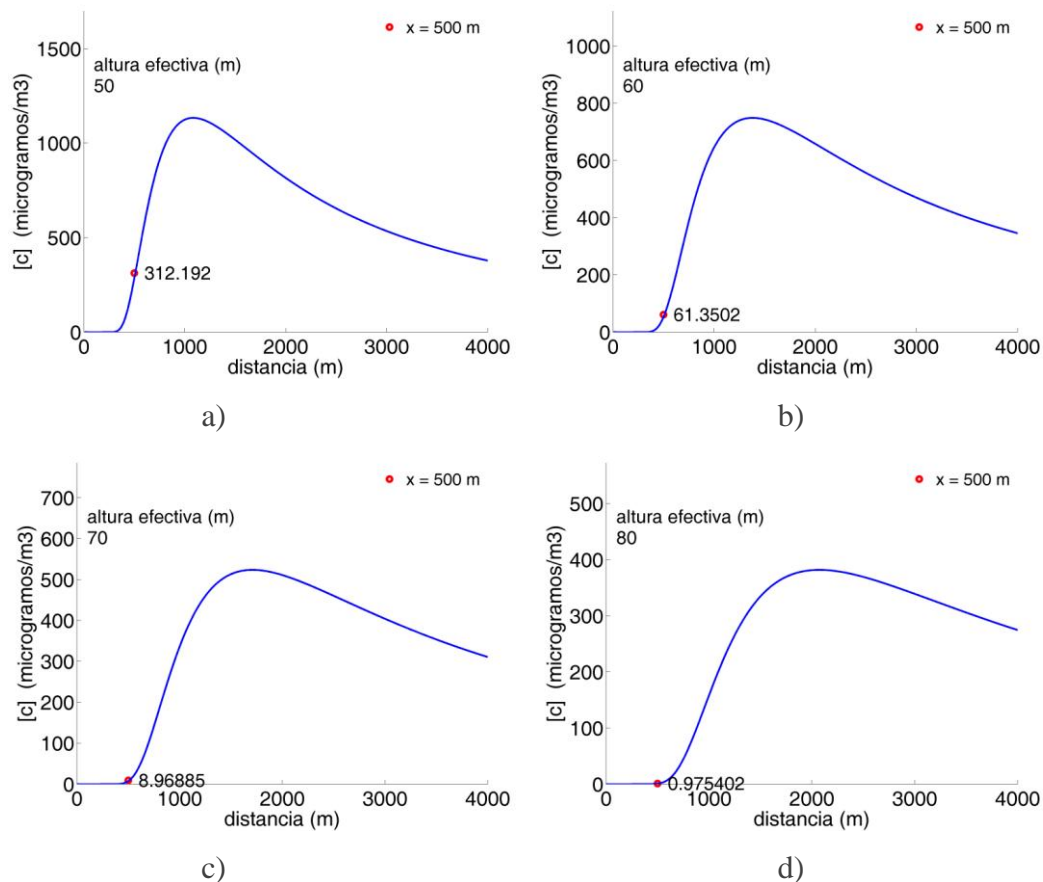 1500
1000
500
0
[c] (microgramos/m3)
x = 500 m
altura efectiva (m)
50
312.192
0 1000 2000 3000 4000
distancia (m)
a)
1000
800
600
400
200
0
[c] (microgramos/m3)
x = 500 m
altura efectiva (m)
60
61.3502
0 1000 2000 3000 4000
distancia (m)
b)
700
600
500
400
300
200
100
0
[c] (microgramos/m3)
x = 500 m
altura efectiva (m)
70
8.96885
0 1000 2000 3000 4000
distancia (m)
c)
500
400
300
200
100
0
[c] (microgramos/m3)
x = 500 m
altura efectiva (m)
80
0.975402
0 1000 2000 3000 4000
distancia (m)
d)